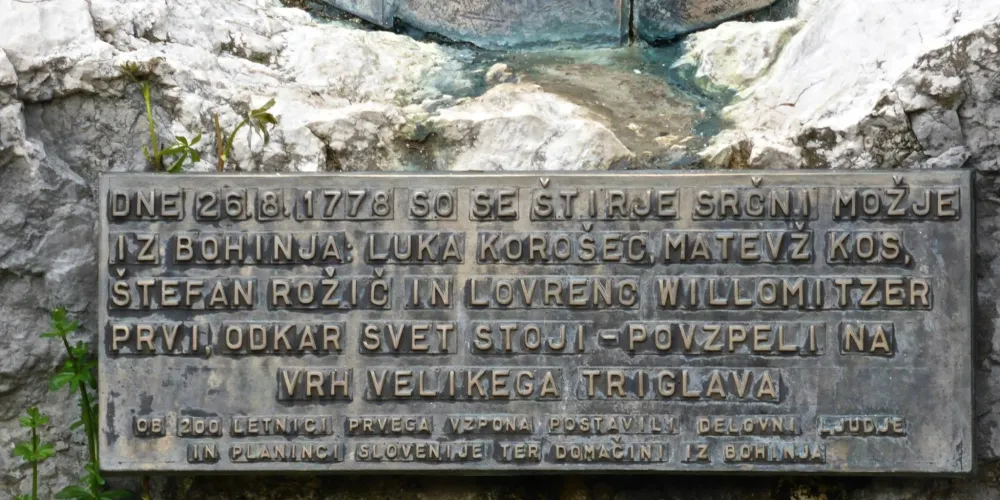 DNE 26.8.1778 SO SE ŠTIRJE SRČNI MOŽJE
IZ BOHINJA: LUKA KOROŠEC, MATEVŽ KOS,
ŠTEFAN ROŽIČ IN LOVRENC WILLOMITZER
PRVI, ODKAR SVET STOJI - POVZPELI NA
VRH VELIKEGA TRIGLAVA
OB 200 LETNICI PRVEGA VZPONA POSTAVILI DELOVNI LJUDJE
IN PLANINCI SLOVENIJE TER DOMAČINI IZ BOHINJA